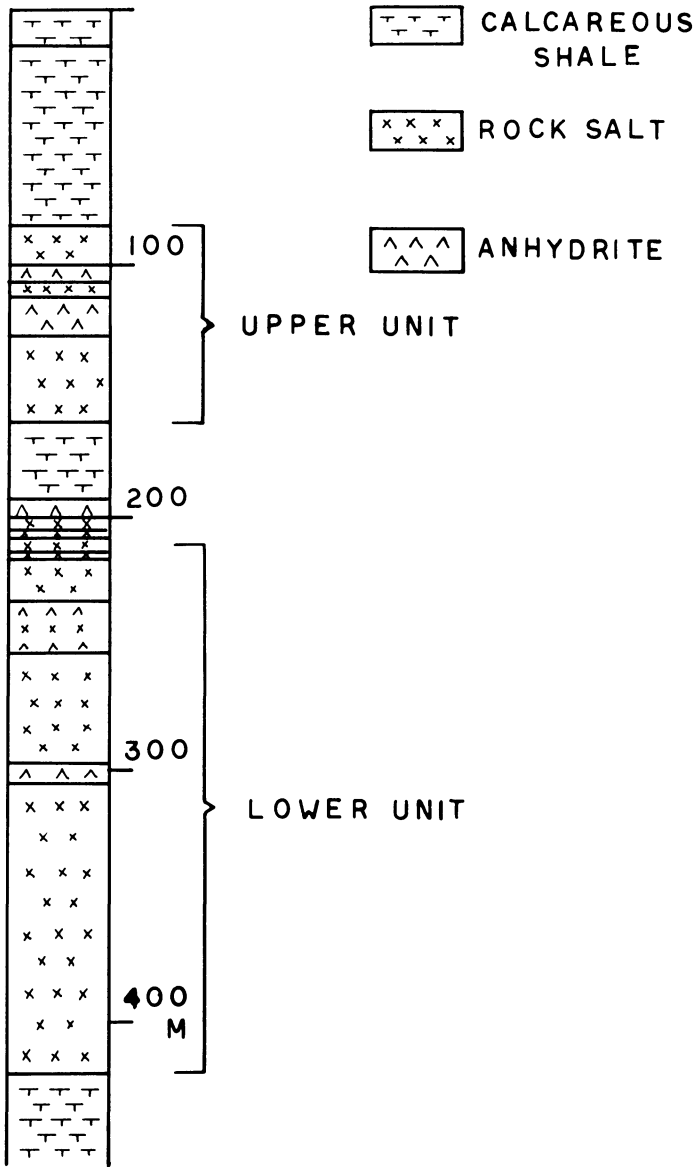 CALCAREOUS
SHALE
ROCK SALT
ANHYDRITE
100
UPPER UNIT
200
300
LOWER UNIT
400
M